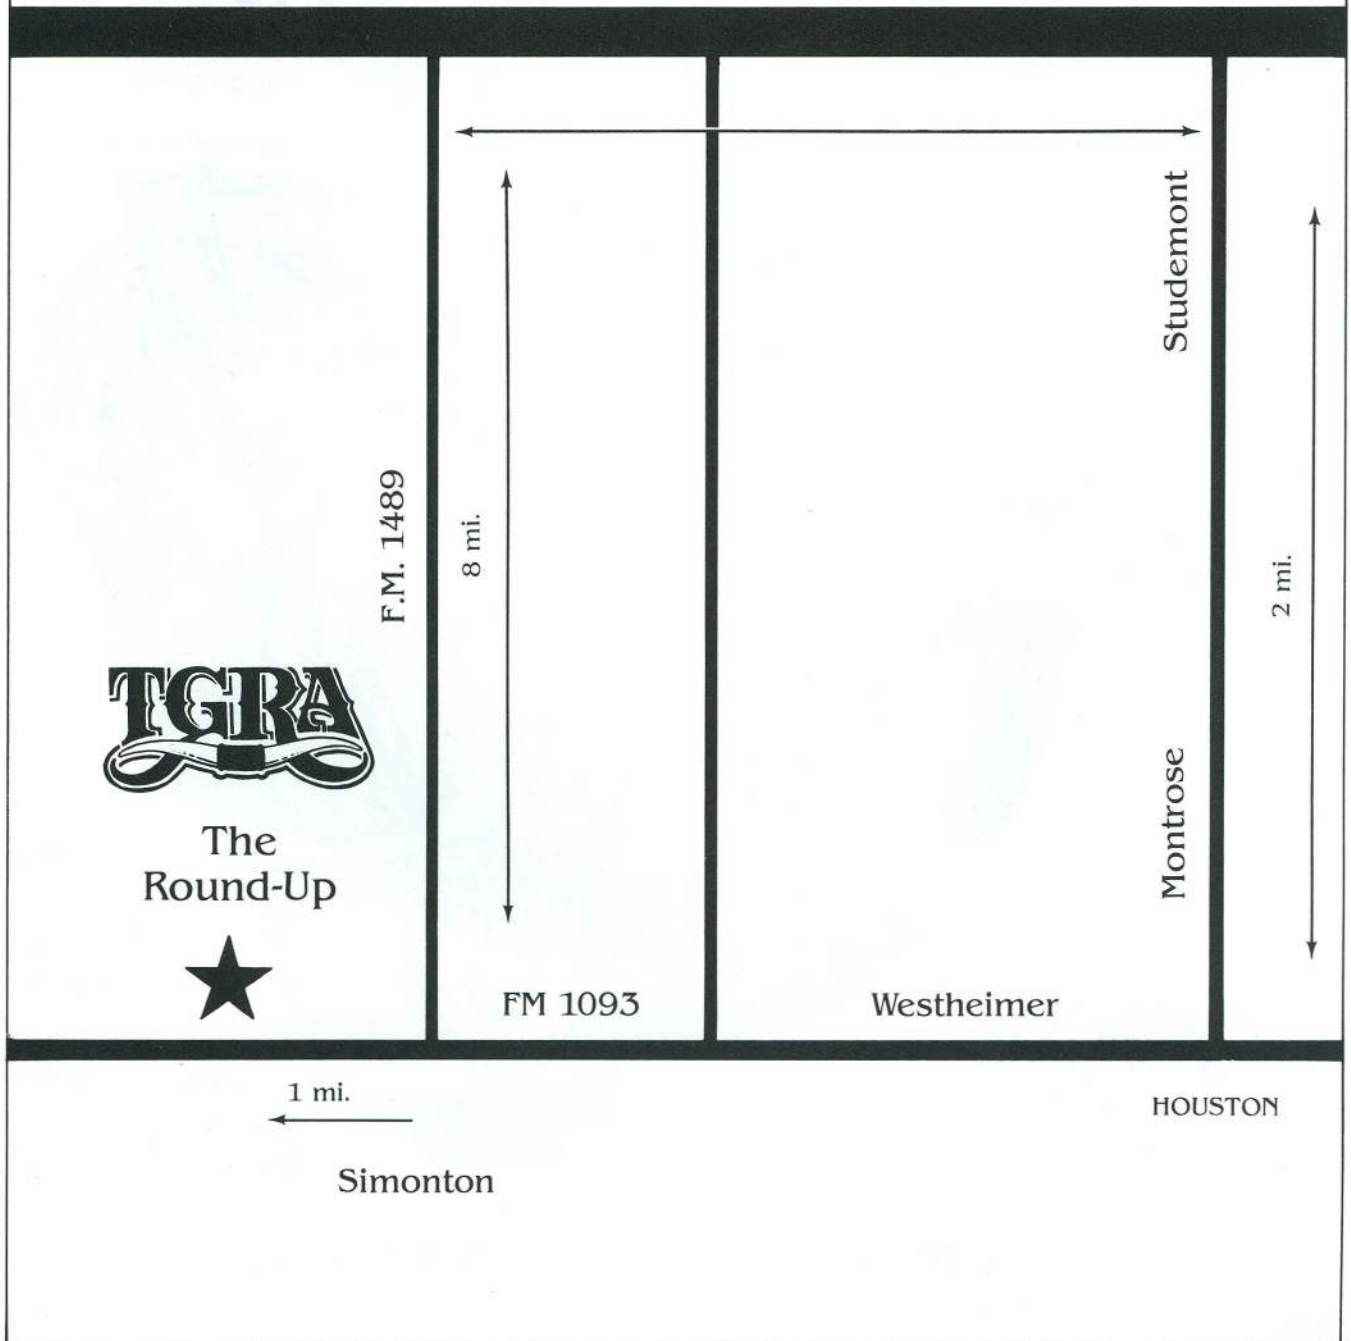 Studemont
F.M. 1489
8 mi.
2 mi.
TGRA
The
Round-Up
Montrose
FM 1093
Westheimer
1 mi.
HOUSTON
Simonton